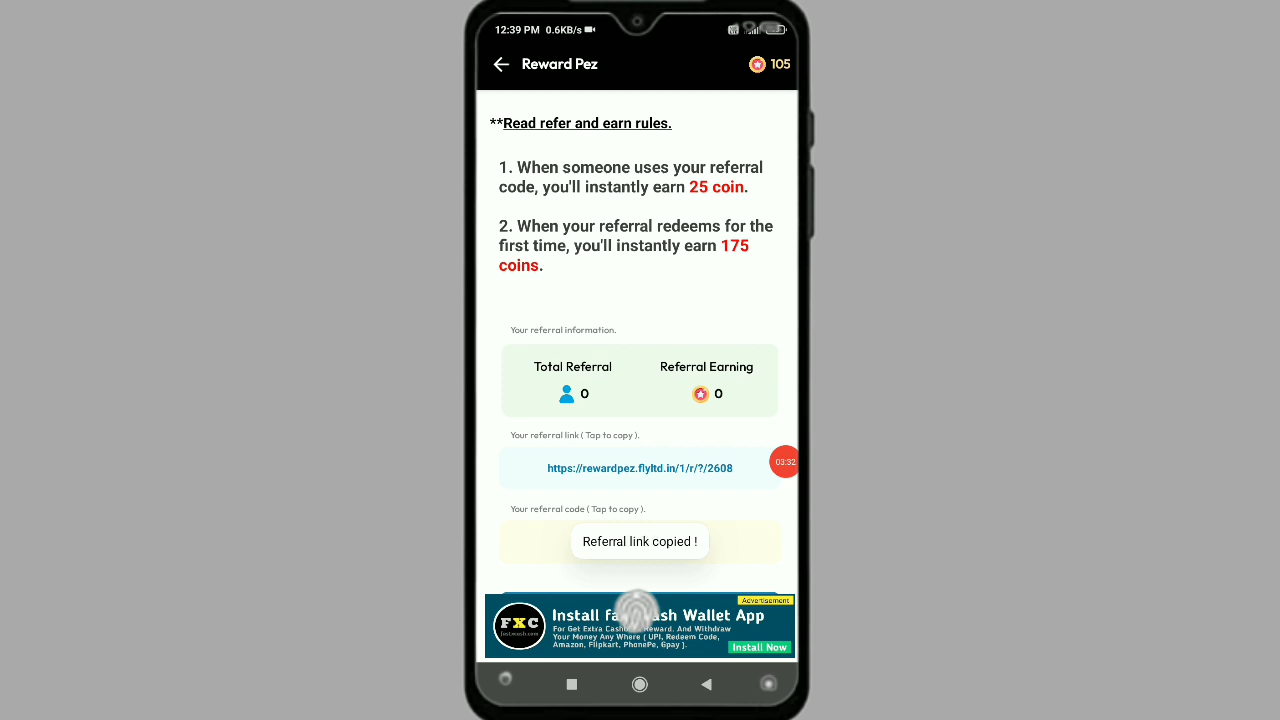 12:39 PM 0.6KB/s
Reward Pez
105
**Read refer and earn rules.
1. When someone uses your referral
code, you'll instantly earn 25 coin.
2. When your referral redeems for the
first time, you'll instantly earn 175
coins.
Your referral information.
Total Referral
Referral Earning
0
0
Your referral link ( Tap to copy ).
https://rewardpez.flyltd.in/1/r/?/2608
03:32
Your referral code ( Tap to copy ).
Referral link copied !
Advertisement
FXC
Install Wallet App
For Get Extra Reward. And Withdraw
Your Money Any Where ( UPI, Redeem Code,
Amazon, Flipkart, PhonePe, Gpay ).
Install Now